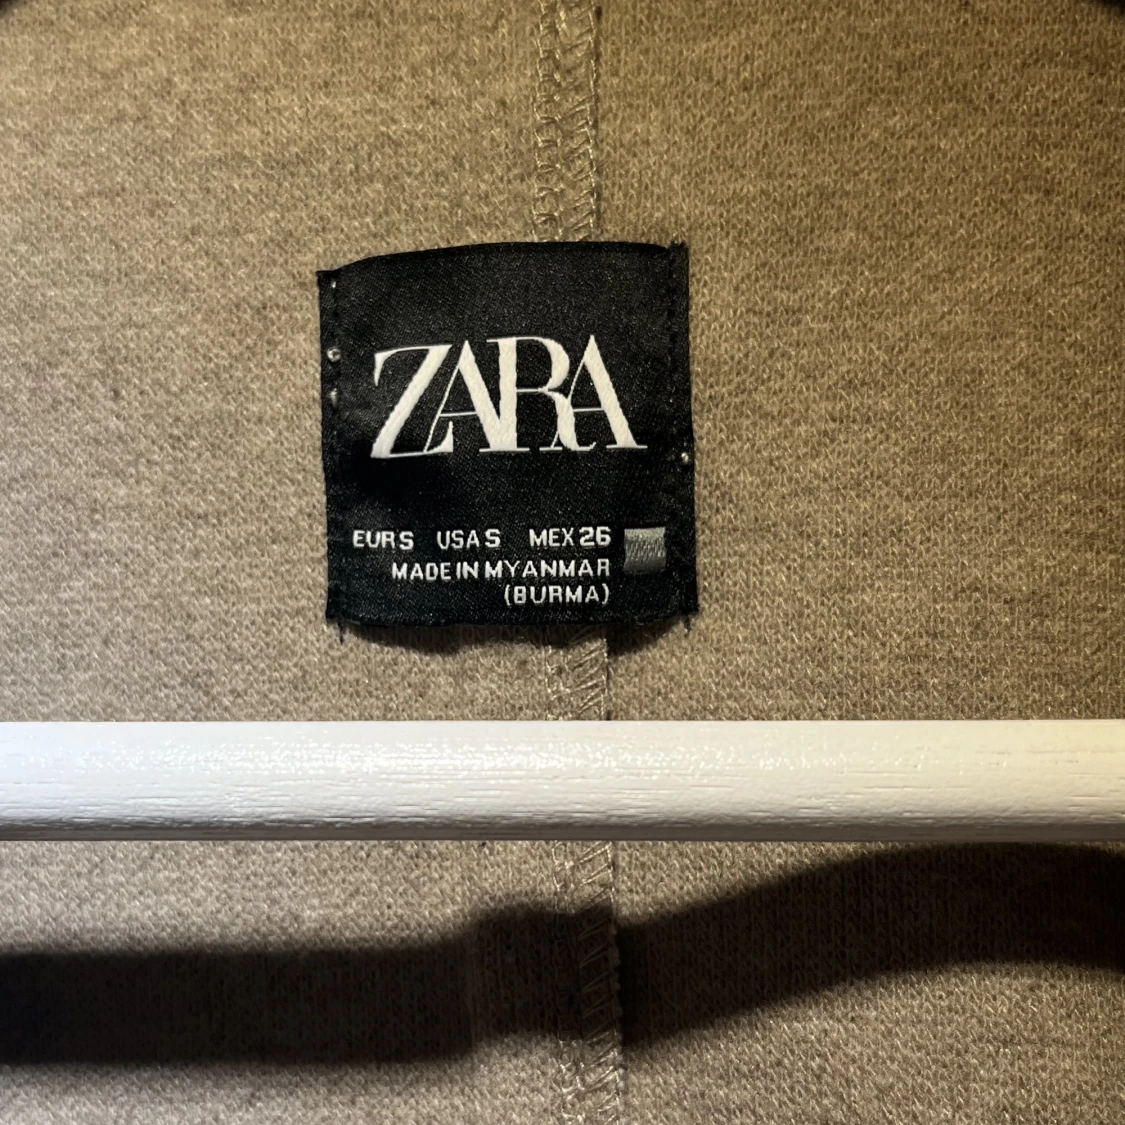 ZARA
EUR S USA S MEX 26
MADE IN MYANMAR
(BURMA)